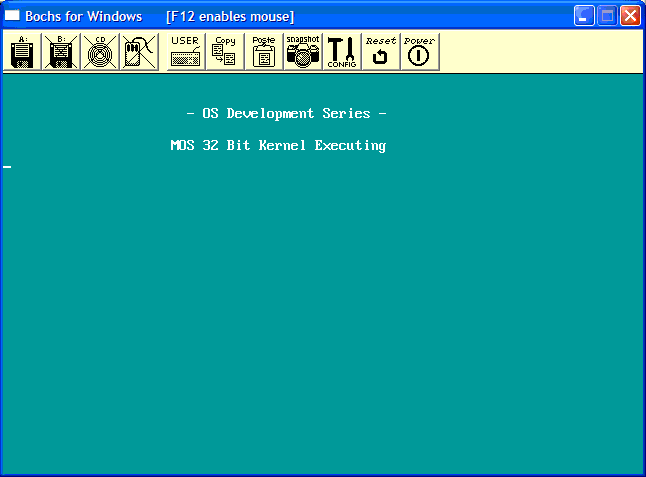 Bochs for Windows [F12 enables mouse]
A: B: CD USER Copy Paste snapshot CONFIG Reset Power
- OS Development Series -
MOS 32 Bit Kernel Executing